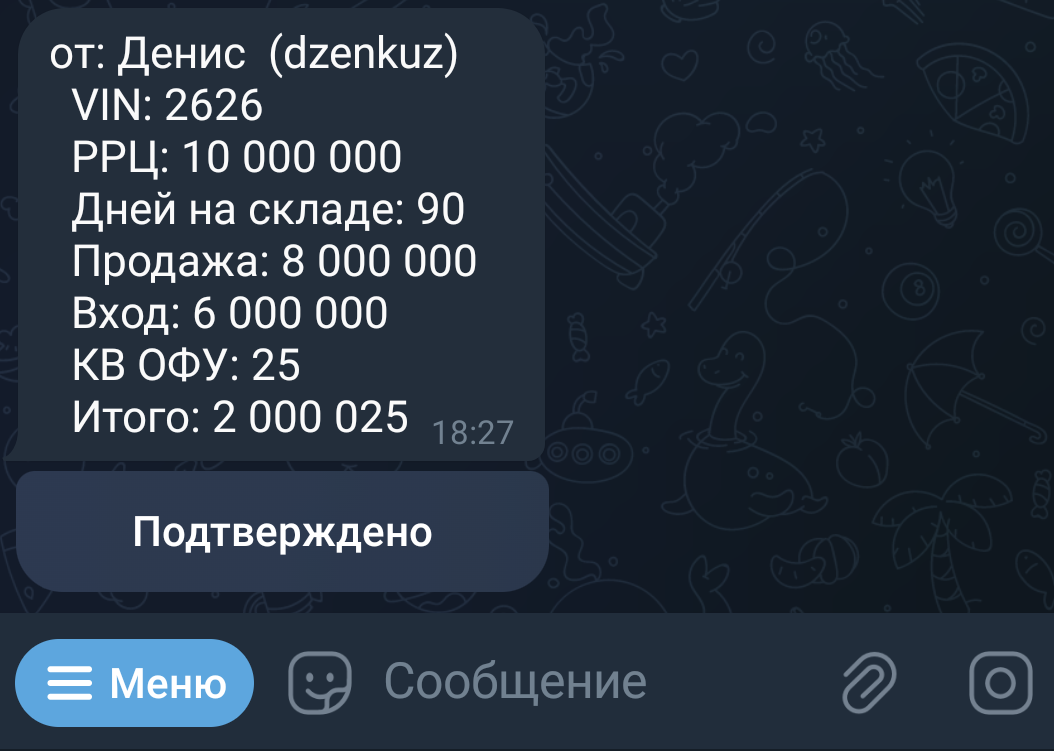 от: Денис (dzenkuz)
VIN: 2626
РРЦ: 10 000 000
Дней на складе: 90
Продажа: 8 000 000
Вход: 6 000 000
КВ ОФУ: 25
Итого: 2 000 025
18:27
Подтверждено
Меню
Сообщение